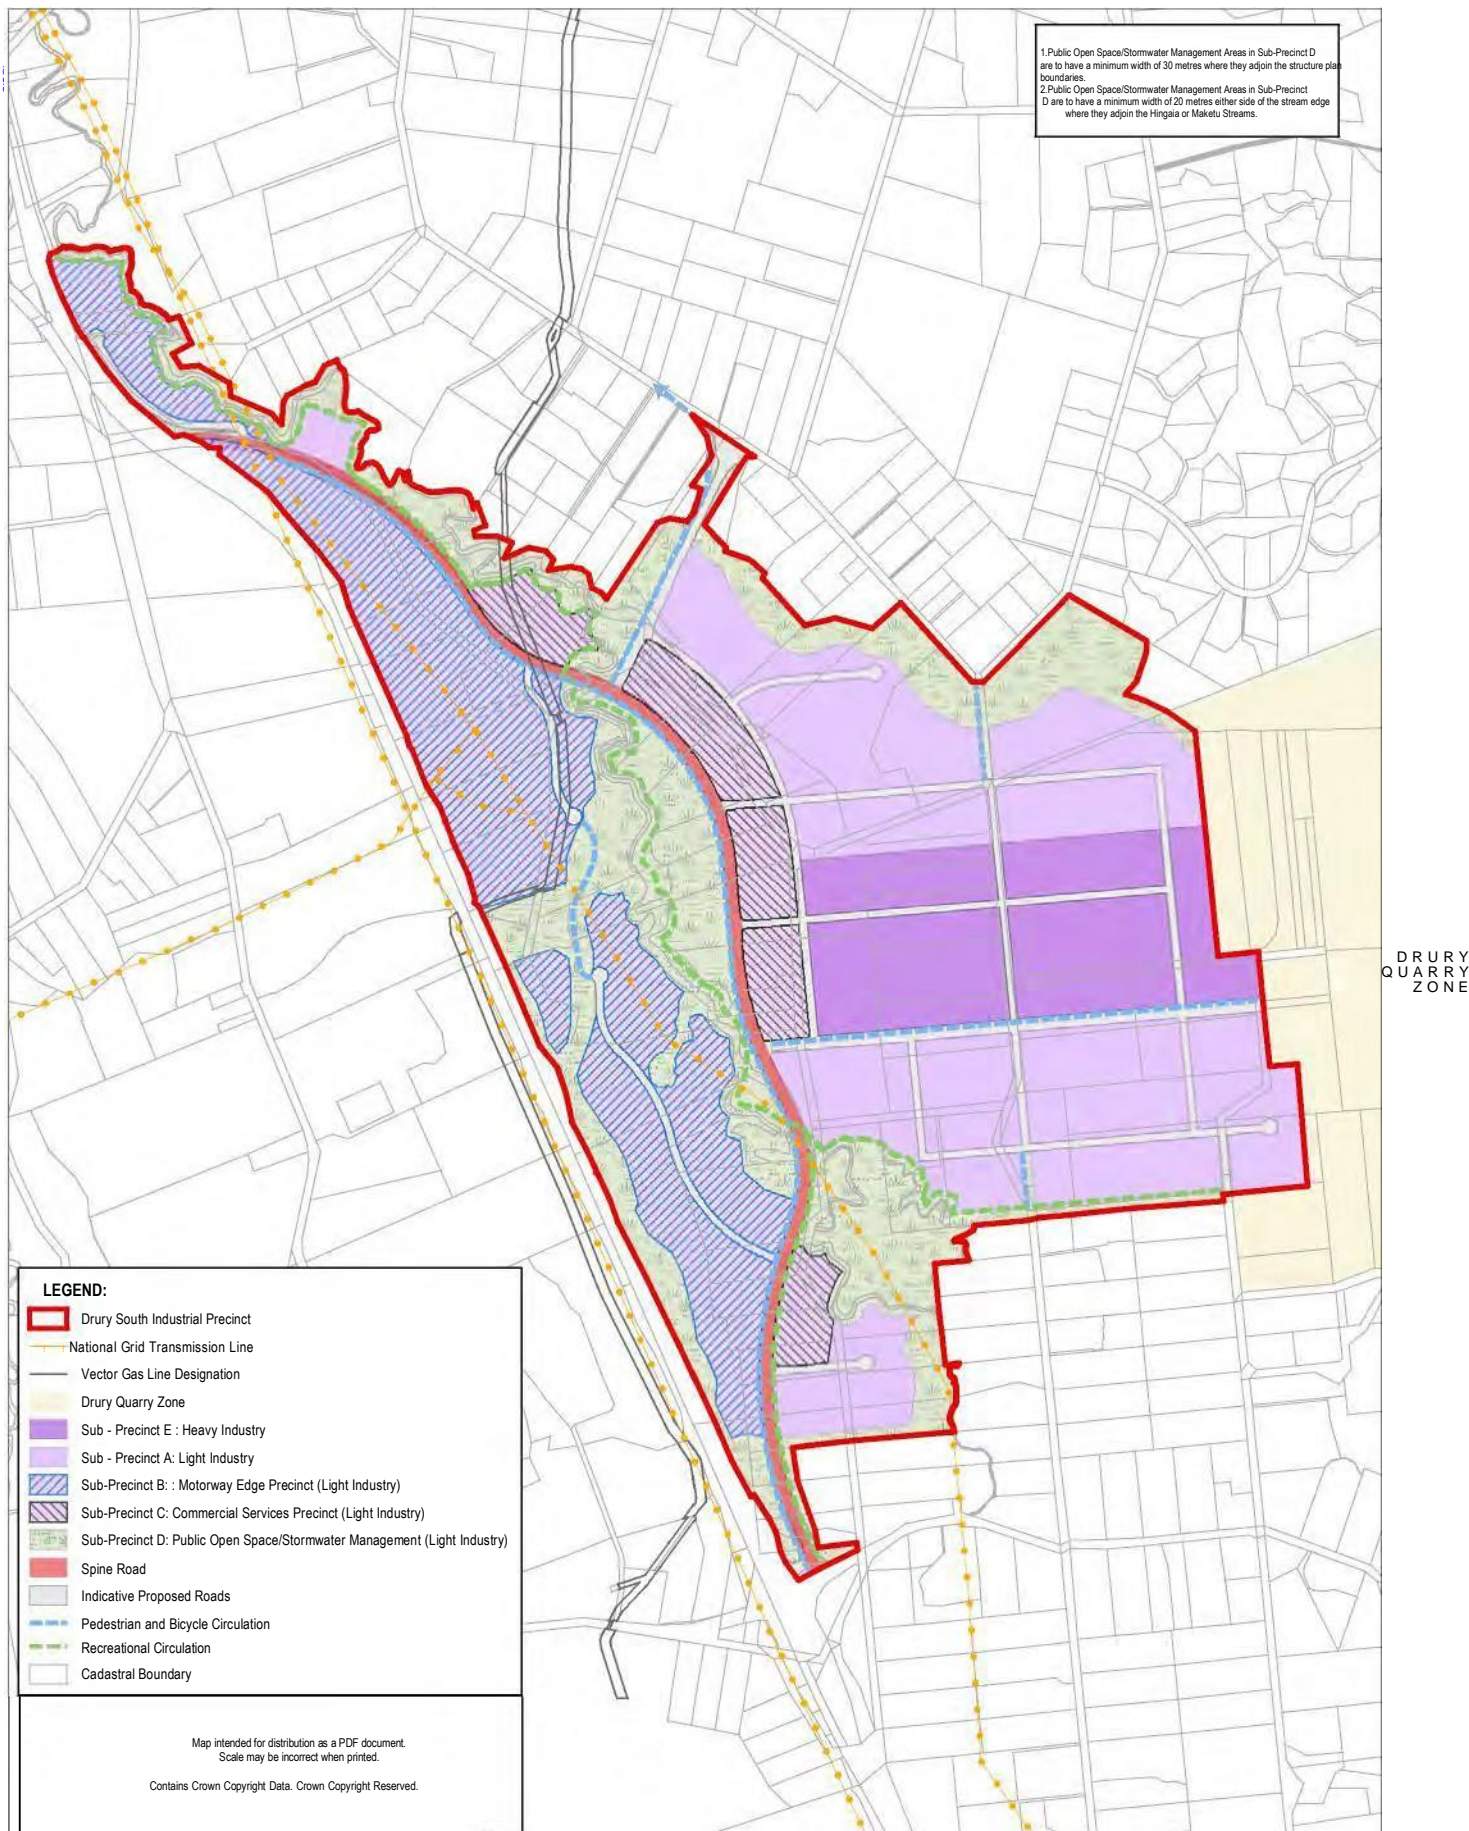 1.Public Open Space/Stormwater Management Areas in Sub-Precinct D
are to have a minimum width of 30 metres where they adjoin the structure plan
boundaries.
2.Public Open Space/Stormwater Management Areas in Sub-Precinct
D are to have a minimum width of 20 metres either side of the stream edge
where they adjoin the Hingaia or Maketu Streams.
DRURY
QUARRY
ZONE
LEGEND:
Drury South Industrial Precinct
National Grid Transmission Line
Vector Gas Line Designation
Drury Quarry Zone
Sub - Precinct E : Heavy Industry
Sub - Precinct A: Light Industry
Sub-Precinct B: : Motorway Edge Precinct (Light Industry)
Sub-Precinct C: Commercial Services Precinct (Light Industry)
Sub-Precinct D: Public Open Space/Stormwater Management (Light Industry)
Spine Road
Indicative Proposed Roads
Pedestrian and Bicycle Circulation
Recreational Circulation
Cadastral Boundary
Map intended for distribution as a PDF document.
Scale may be incorrect when printed.
Contains Crown Copyright Data. Crown Copyright Reserved.